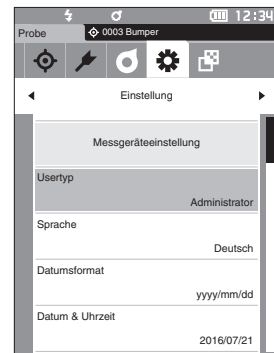 12:34
Probe
0003 Bumper
Einstellung
Messgeräteeinstellung
Usertyp
Administrator
Sprache
Deutsch
Datumsformat
yyyy/mm/dd
Datum & Uhrzeit
2016/07/21